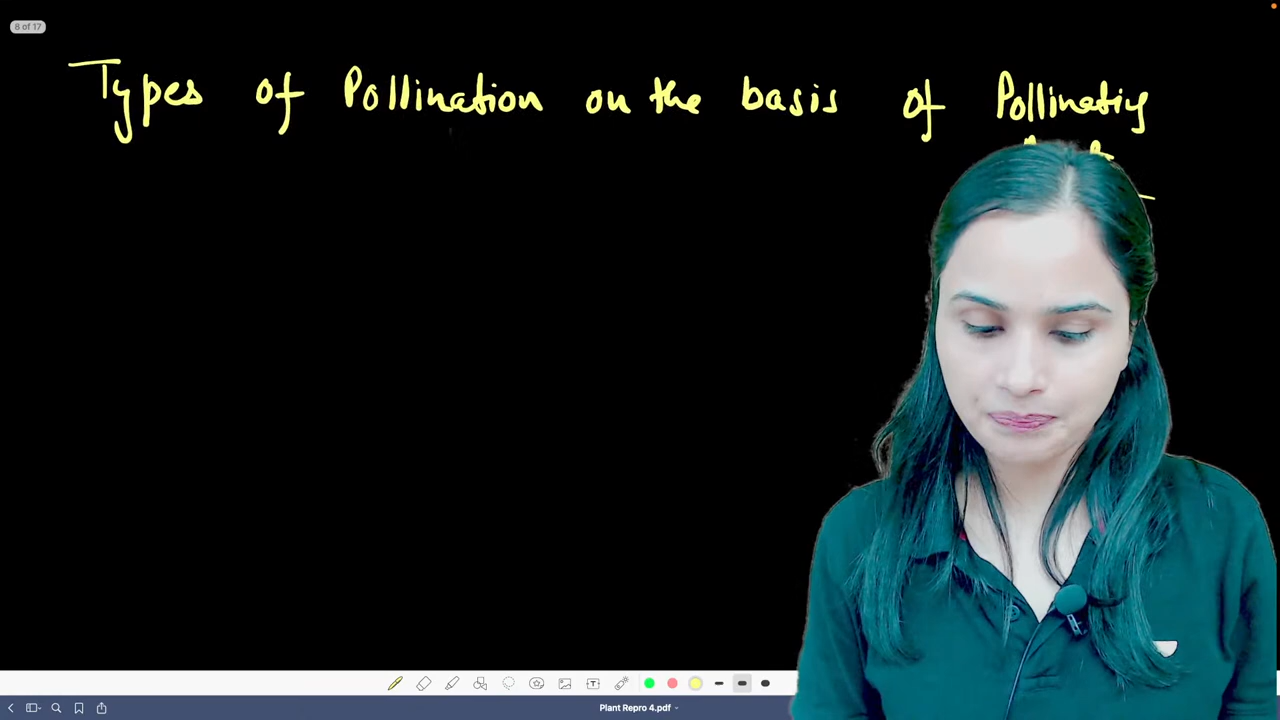 8 of 17
Types of Pollination on the basis of Pollinating
Plant Repro 4.pdf